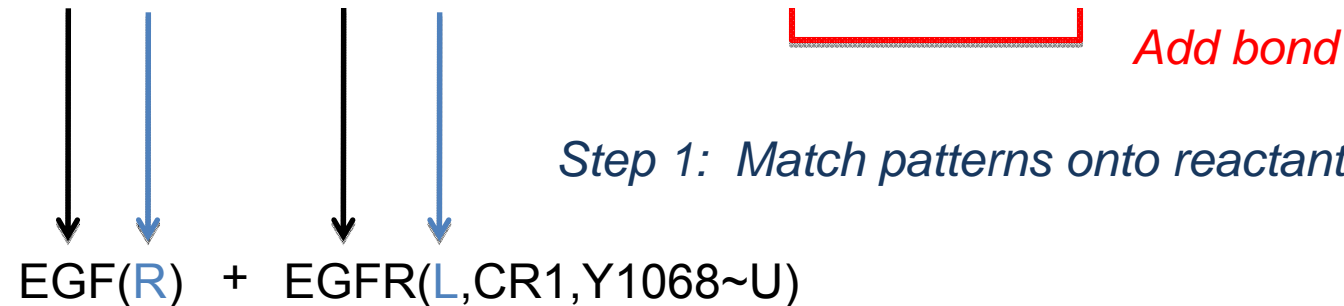 Add bond
Step 1: Match patterns onto reactant
EGF(R) + EGFR(L,CR1,Y1068~U)